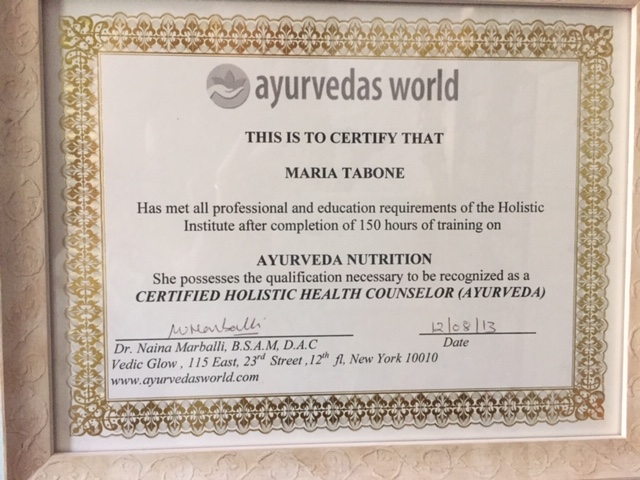 ayurvedas world
THIS IS TO CERTIFY THAT
MARIA TABONE
Has met all professional and education requirements of the Holistic
Institute after completion of 150 hours of training on
AYURVEDA NUTRITION
She possesses the qualification necessary to be recognized as a
CERTIFIED HOLISTIC HEALTH COUNSELOR (AYURVEDA)
NMarballi 12/08/13
Dr. Naina Marballi, B.S.A.M, D.A.C Date
Vedic Glow , 115 East, 23rd Street ,12th fl, New York 10010
www.ayurvedasworld.com